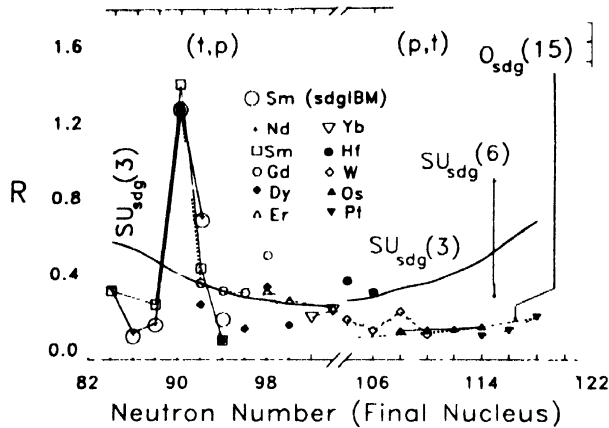 1.6
(t,p)
(p,t)
O_sdg(15)
Sm (sdgIBM)
1.2
Nd
Yb
Sm
Hf
SU_sdg(3)
Gd
W
SU_sdg(6)
R
0.8
Dy
Os
Er
Pt
SU_sdg(3)
0.4
0.0
82 90 98 106 114 122
Neutron Number (Final Nucleus)